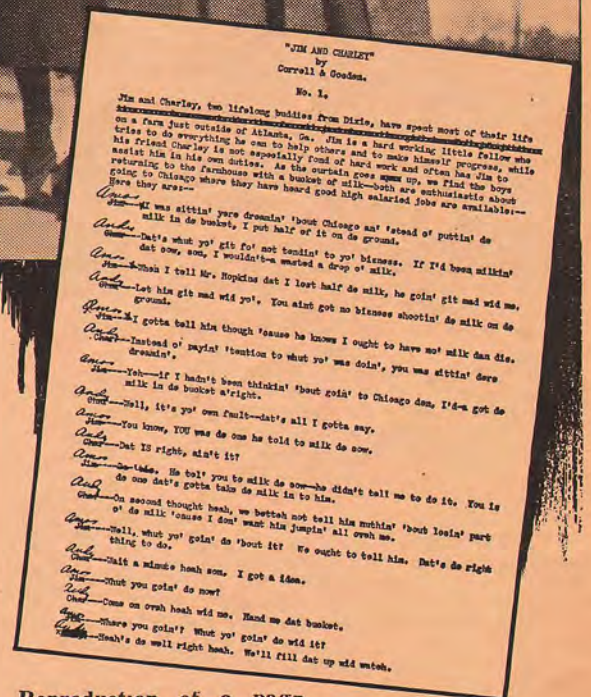 "JIM AND CHARLEY"
by
Correll & Gosden.
No. 1.
Jim and Charley, two lifelong buddies from Dixie, have spent most of their life
on a farm just outside of Atlanta, Ga. Jim is a hard working little fellow who
tries to do everything he can to help others and to make himself progress, while
his friend Charley is not especially fond of hard work and often has Jim to
assist him in his own duties. As the curtain goes up, we find the boys
returning to the farmhouse with a bucket of milk--both are enthusiastic about
going to Chicago where they have heard good high salaried jobs are available:--
Here they are:--
Amos Jim---I was sittin' yere dreamin' 'bout Chicago an' 'stead o' puttin' de
milk in de bucket, I put half of it on de ground.
Andy Char--Dat's whut yo' git fo' not tendin' to yo' bizness. If I'd been milkin'
dat cow, son, I wouldn't-a wasted a drop o' milk.
Amos Jim---When I tell Mr. Hopkins dat I lost half de milk, he goin' git mad wid me.
Andy Char--Let him git mad wid yo'. You aint got no bizness shootin' de milk on de
ground.
Amos Jim---I gotta tell him though 'cause he knows I ought to have mo' milk dan dis.
Andy Char--Instead o' payin' 'tention to whut yo' was doin', you was sittin' dere
dreamin'.
Amos Jim---Yeh---if I hadn't been thinkin' 'bout goin' to Chicago den, I'd-a got de
milk in de bucket a'right.
Andy Char--Well, it's yo' own fault--dat's all I gotta say.
Amos Jim---You know, YOU was de one he told to milk de cow.
Andy Char--Dat IS right, ain't it?
Amos Jim--- He tol' you to milk de cow--he didn't tell me to do it. You is
de one dat's gotta take de milk in to him.
Andy Char--On second thought heah, we bettah not tell him nuthin' 'bout losin' part
o' de milk 'cause I don' want him jumpin' all ovah me.
Amos Jim---Well, whut yo' goin' do 'bout it? We ought to tell him. Dat's de right
thing to do.
Andy Char--Wait a minute heah son. I got a idea.
Amos Jim---Whut you goin' do now?
Andy Char--Come on ovah heah wid me. Hand me dat bucket.
Amos Jim---Where you goin'? Whut yo' goin' do wid it?
Andy ---Heah's de well right heah. We'll fill dat up wid watah.
Reproduction of a page